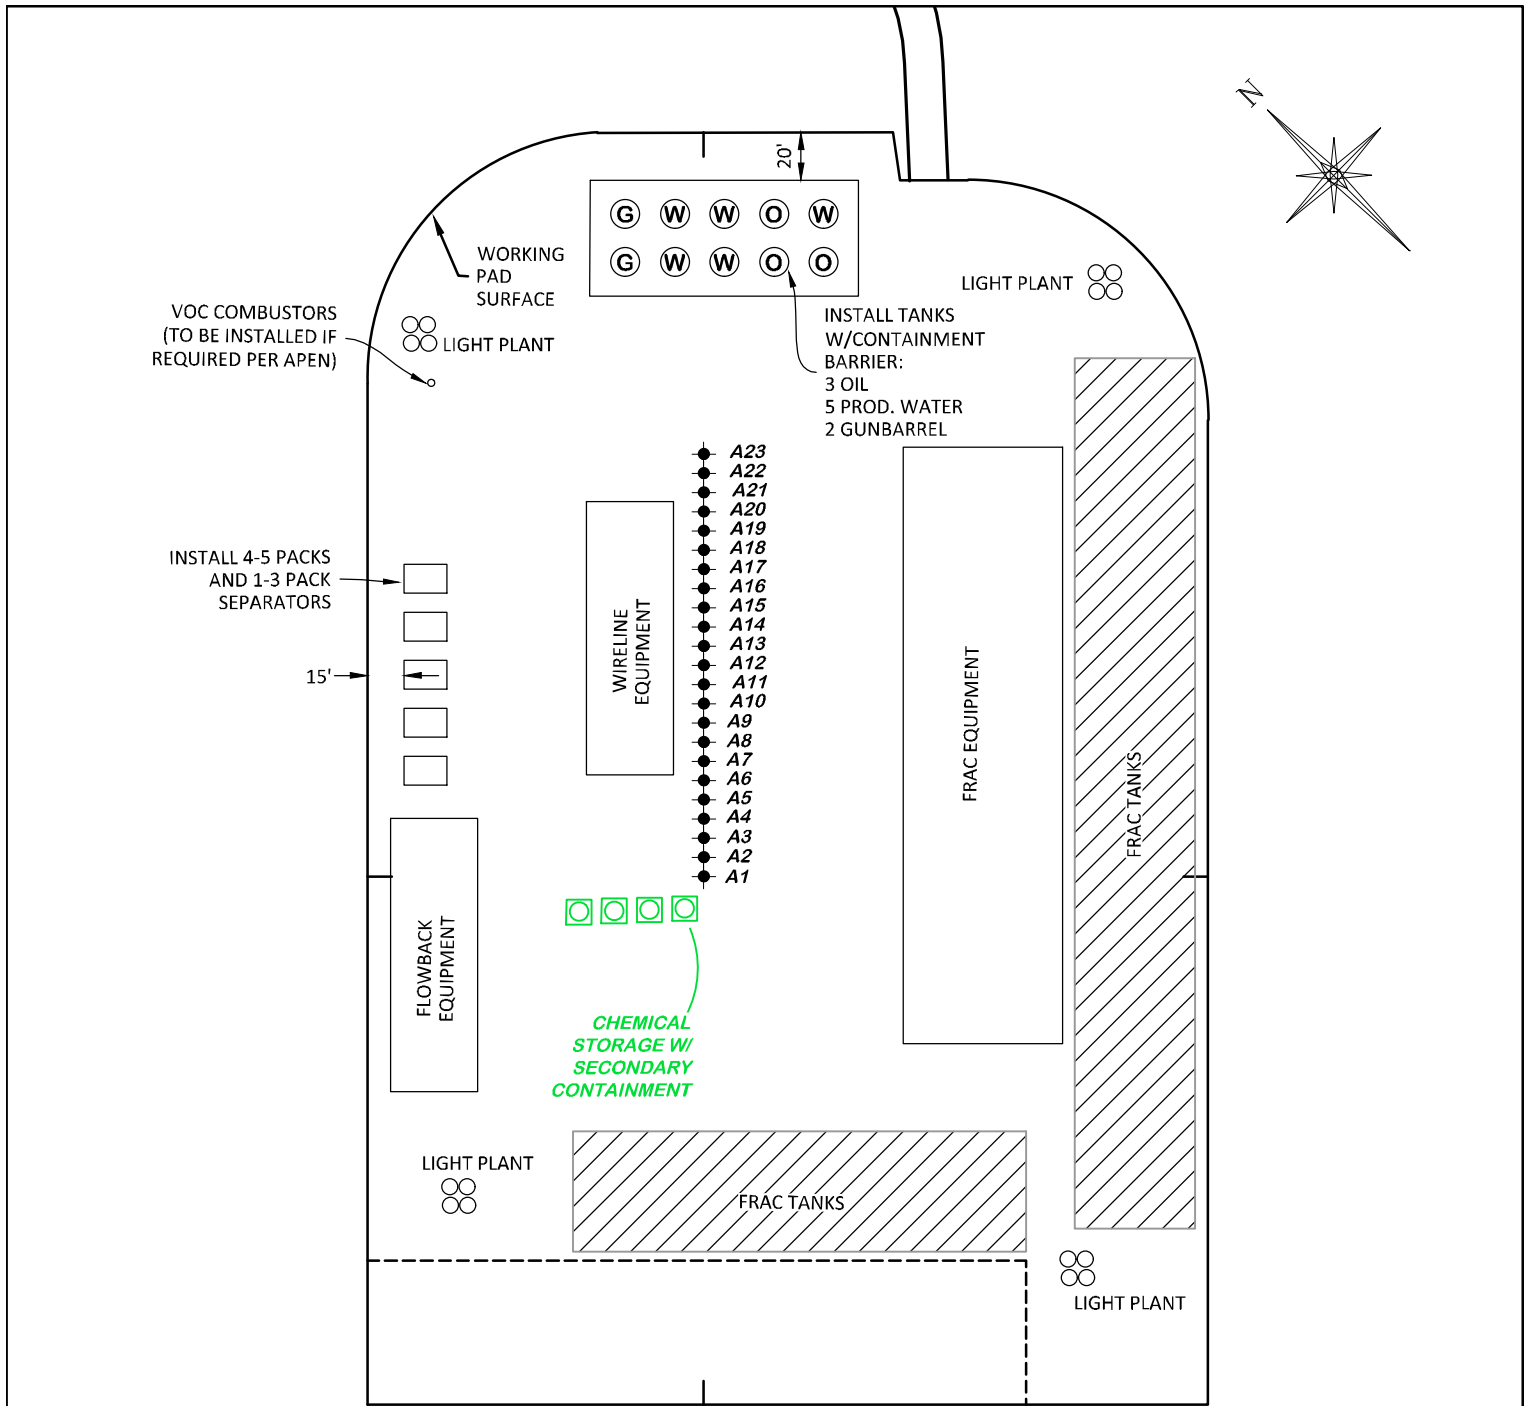 N
20'
G W W O W
G W W O O
WORKING
PAD
SURFACE
LIGHT PLANT
VOC COMBUSTORS
(TO BE INSTALLED IF
REQUIRED PER APEN)
LIGHT PLANT
INSTALL TANKS
W/CONTAINMENT
BARRIER:
3 OIL
5 PROD. WATER
2 GUNBARREL
A23
A22
A21
A20
A19
A18
A17
A16
A15
A14
A13
A12
A11
A10
A9
A8
A7
A6
A5
A4
A3
A2
A1
INSTALL 4-5 PACKS
AND 1-3 PACK
SEPARATORS
15'
WIRELINE
EQUIPMENT
FRAC EQUIPMENT
FRAC TANKS
FLOWBACK
EQUIPMENT
CHEMICAL
STORAGE W/
SECONDARY
CONTAINMENT
LIGHT PLANT
FRAC TANKS
LIGHT PLANT